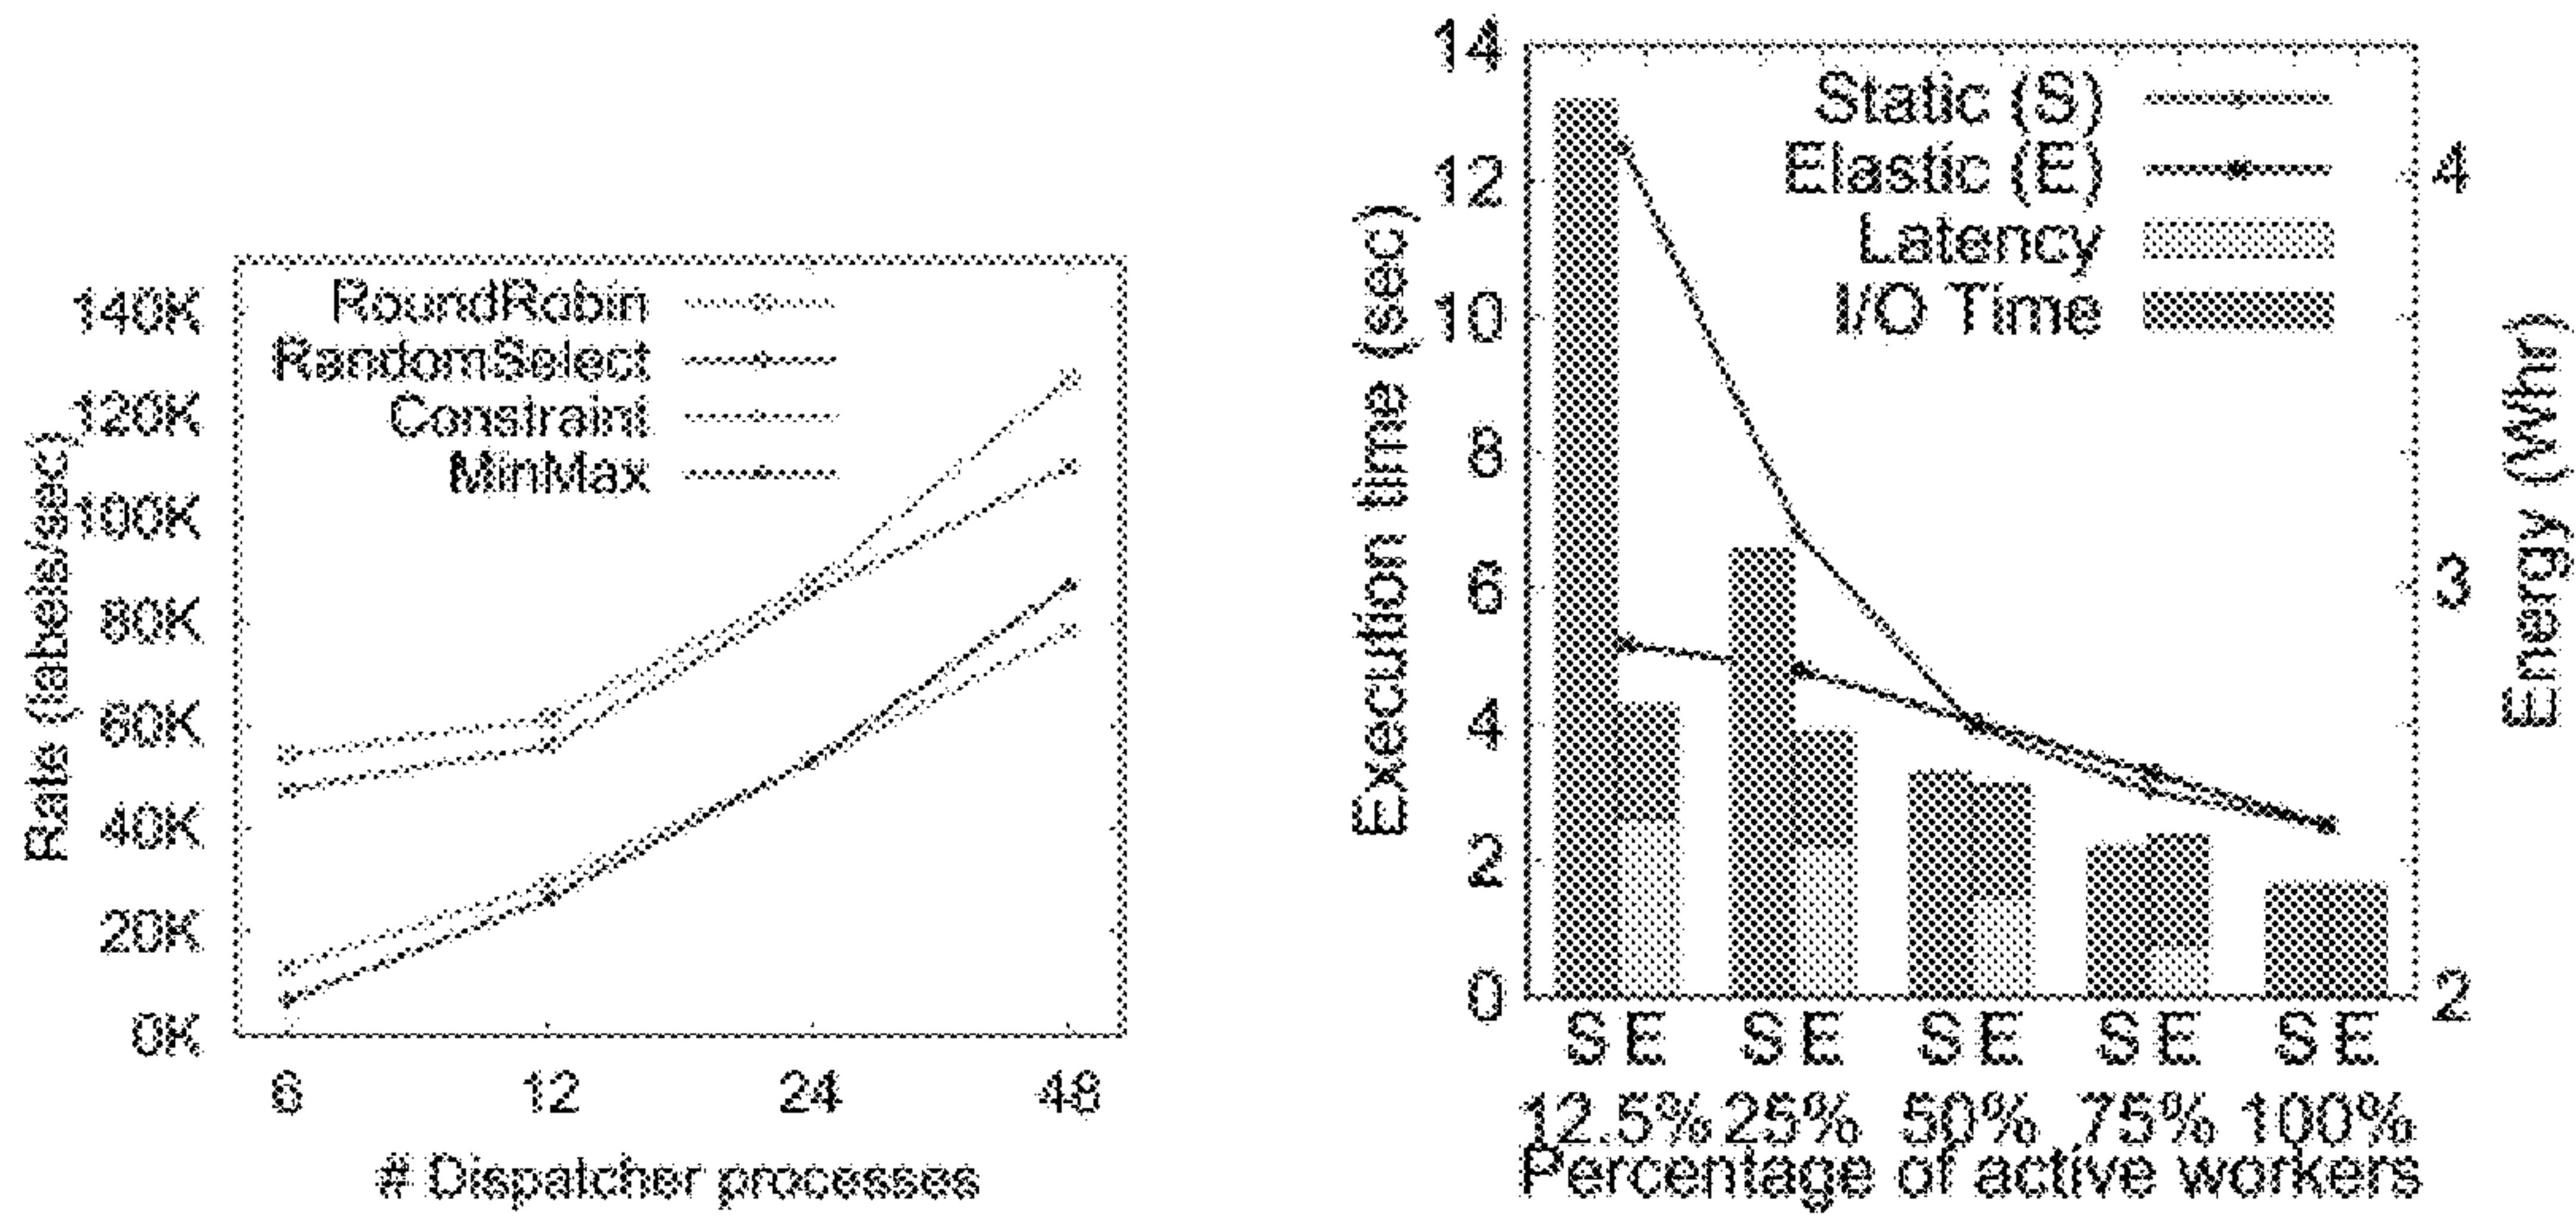 140K
120K
100K
80K
60K
40K
20K
0K
Rate (labels/sec)
RoundRobin
RandomSelect
Constraint
MinMax
6 12 24 48
# Dispatcher processes
14
12
10
8
6
4
2
0
Execution time (sec)
Static (S)
Elastic (E)
Latency
I/O Time
4
3
2
Energy (Whr)
S E S E S E S E S E
12.5% 25% 50% 75% 100%
Percentage of active workers